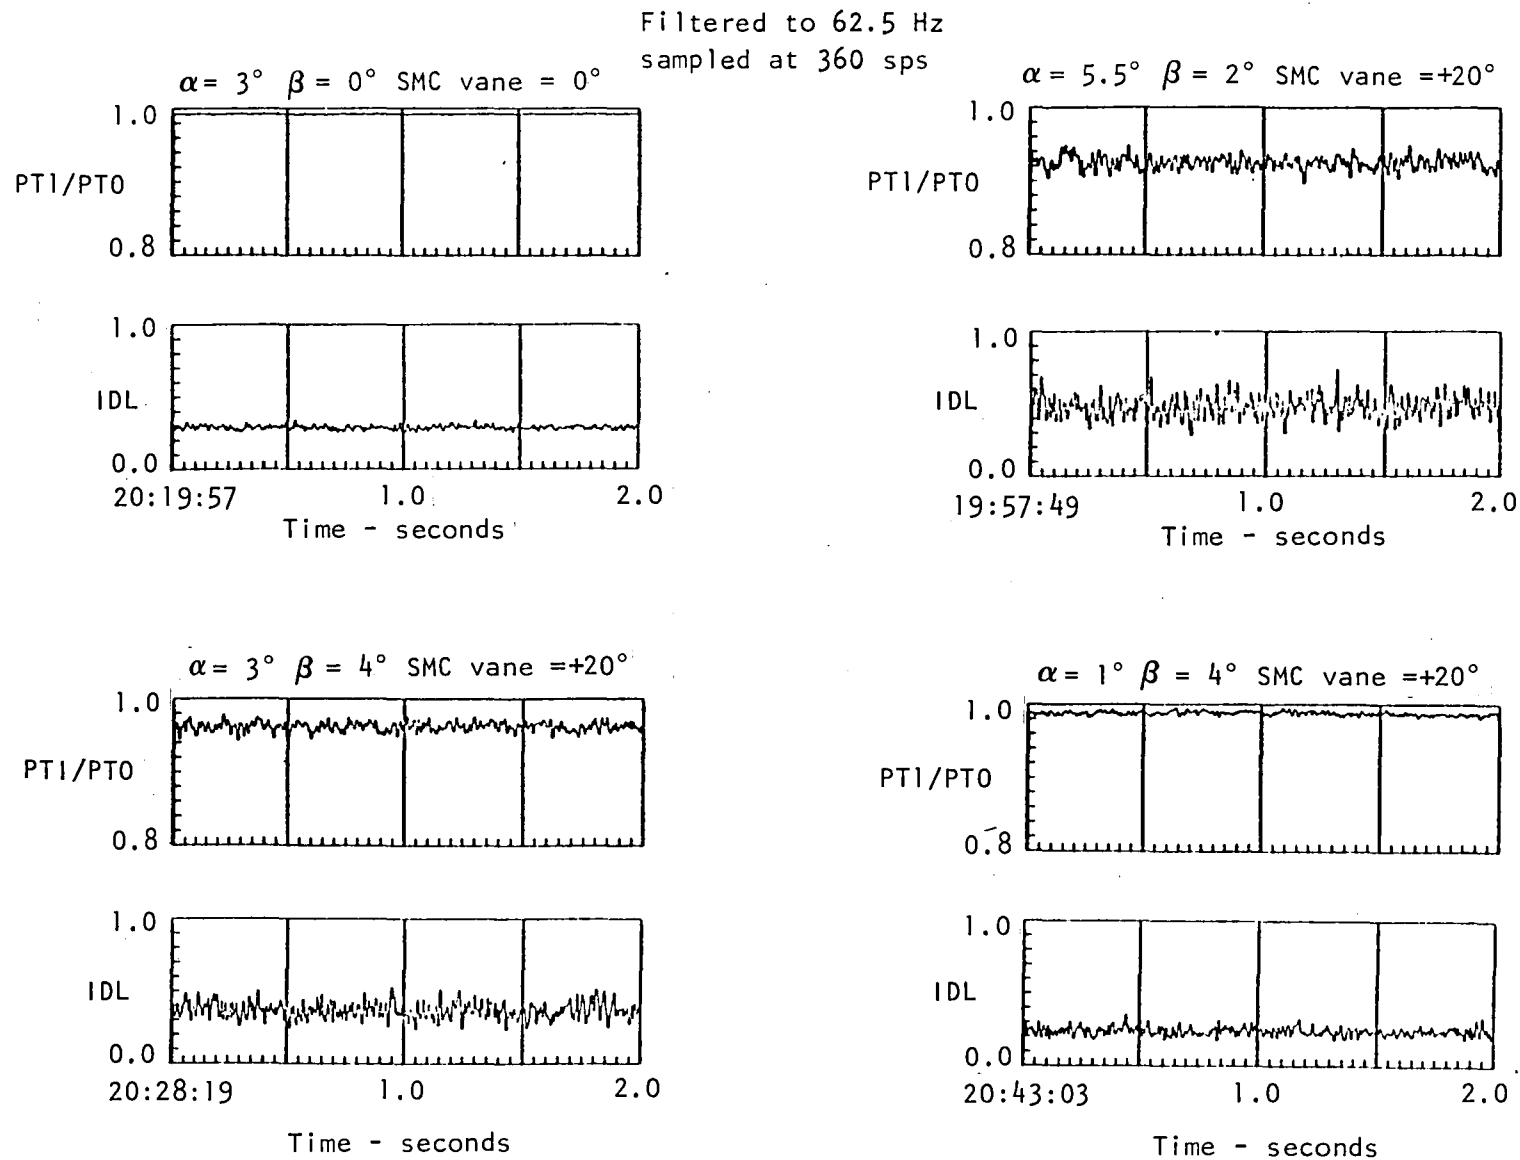 Filtered to 62.5 Hz
sampled at 360 sps
α= 3° β = 0° SMC vane = 0°
1.0
PT1/PT0
0.8
1.0
IDL
0.0
20:19:57 1.0 2.0
Time - seconds
α = 5.5° β = 2° SMC vane =+20°
1.0
PT1/PT0
0.8
1.0
IDL
0.0
19:57:49 1.0 2.0
Time - seconds
α= 3° β = 4° SMC vane =+20°
1.0
PT1/PT0
0.8
1.0
IDL
0.0
20:28:19 1.0 2.0
Time - seconds
α= 1° β = 4° SMC vane =+20°
1.0
PT1/PT0
0.8
1.0
IDL
0.0
20:43:03 1.0 2.0
Time - seconds